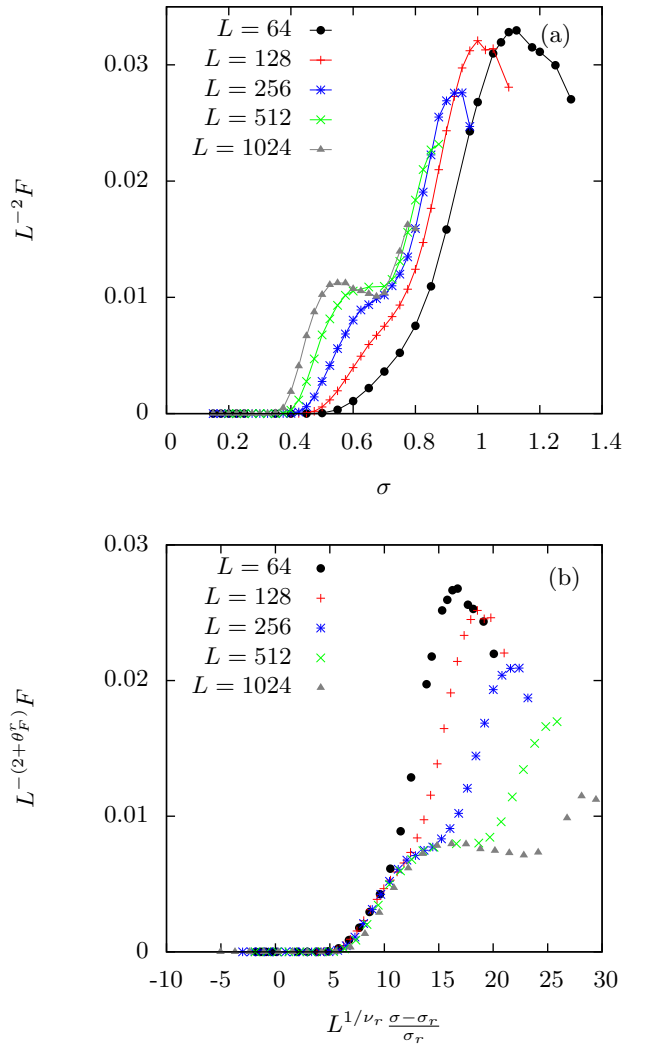 (a)
L = 64
L = 128
L = 256
L = 512
L = 1024
L⁻²F
0.03
0.02
0.01
0
0 0.2 0.4 0.6 0.8 1 1.2 1.4
σ
(b)
L = 64
L = 128
L = 256
L = 512
L = 1024
L^{-(2+θ_F^r)}F
0.03
0.02
0.01
0
-10 -5 0 5 10 15 20 25 30
L^{1/ν_r} \frac{σ−σ_r}{σ_r}